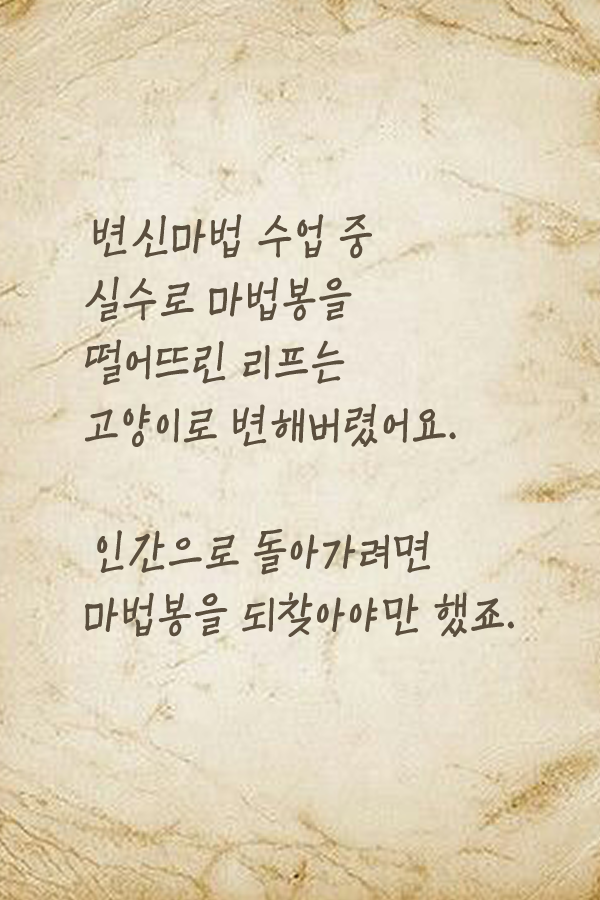 변신마법 수업 중
실수로 마법봉을
떨어뜨린 리프는
고양이로 변해버렸어요.
인간으로 돌아가려면
마법봉을 되찾아야만 했죠.